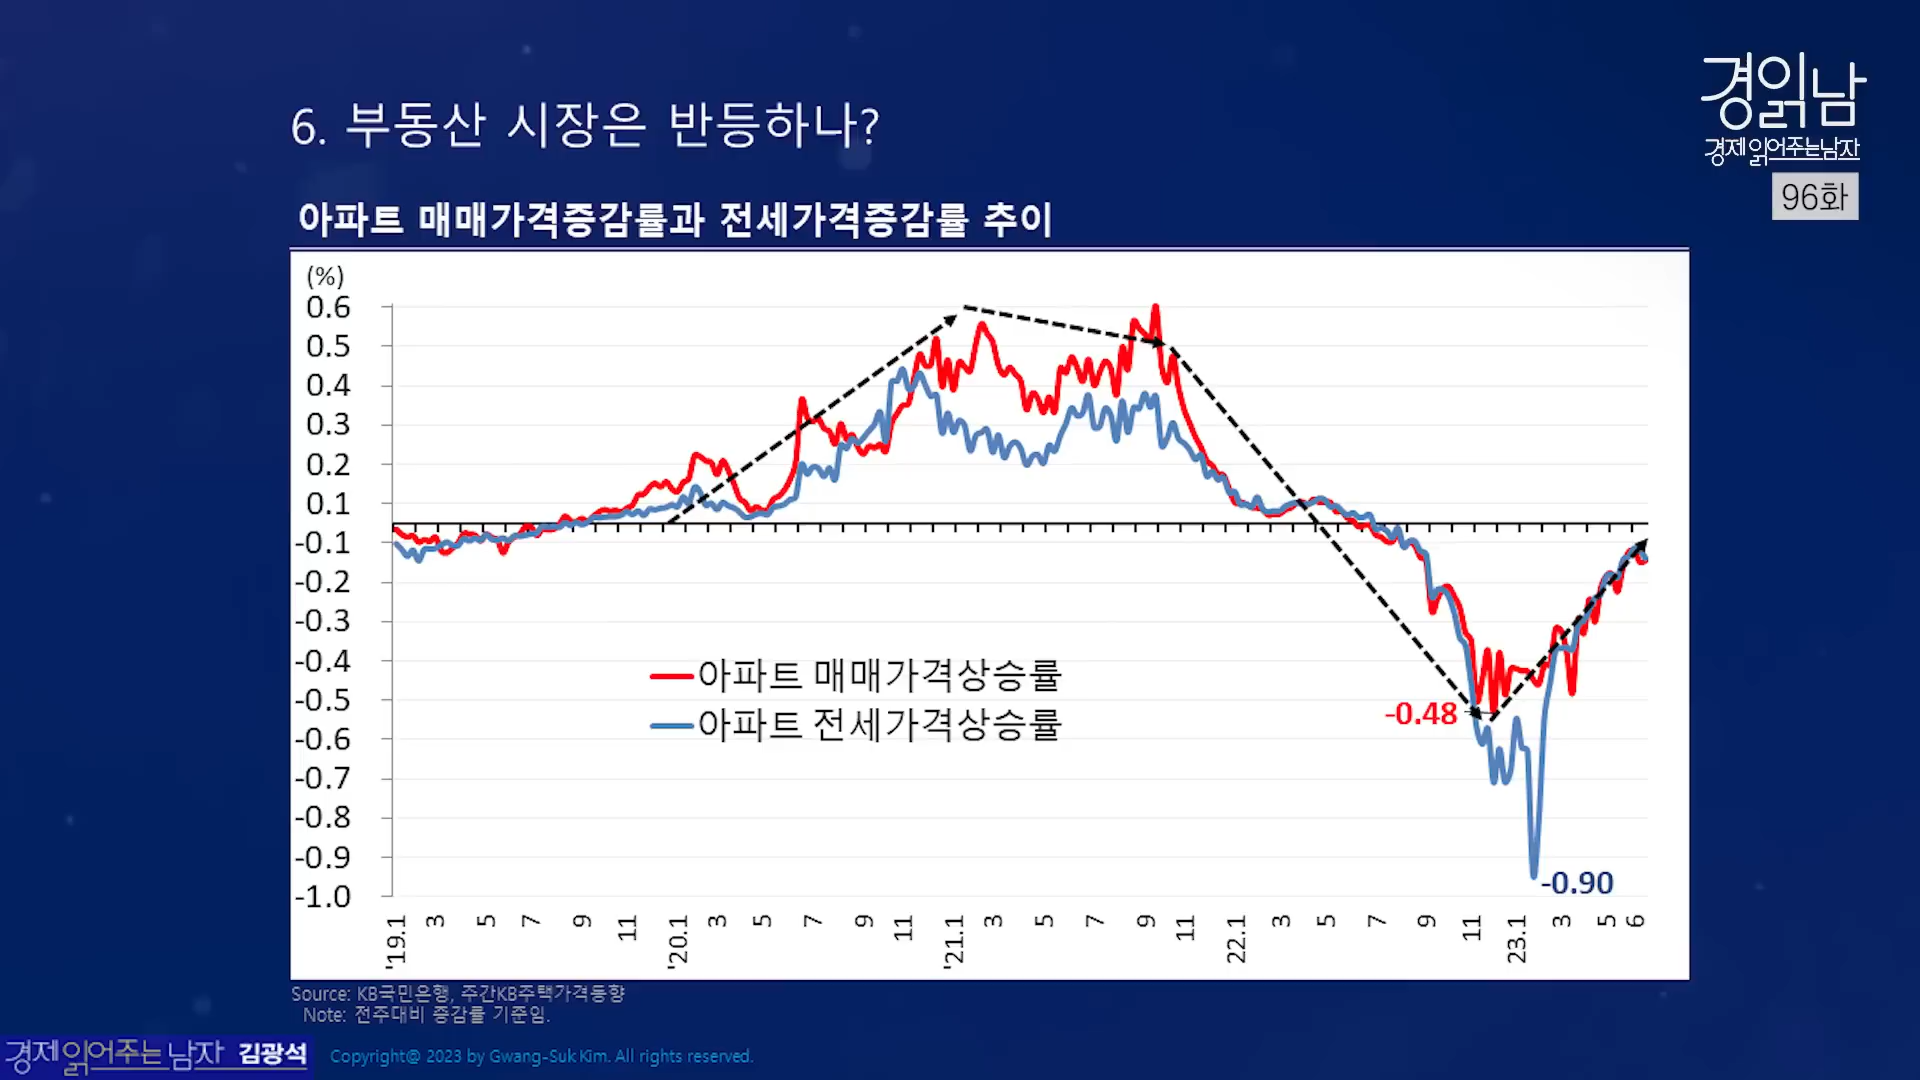 경읽남
경제 읽어주는남자
96화
6. 부동산 시장은 반등하나?
아파트 매매가격증감률과 전세가격증감률 추이
(%)
0.6
0.5
0.4
0.3
0.2
0.1
-0.1
-0.2
-0.3
-0.4
-0.5
-0.6
-0.7
-0.8
-0.9
-1.0
아파트 매매가격상승률
아파트 전세가격상승률
-0.48
-0.90
'19.1 3 5 7 9 11 '20.1 3 5 7 9 11 '21.1 3 5 7 9 11 22.1 3 5 7 9 11 23.1 3 5 6
Source: KB국민은행, 주간KB주택가격동향
Note: 전주대비 증감률 기준임.
경제 읽어주는 남자 김광석
Copyright@ 2023 by Gwang-Suk Kim. All rights reserved.